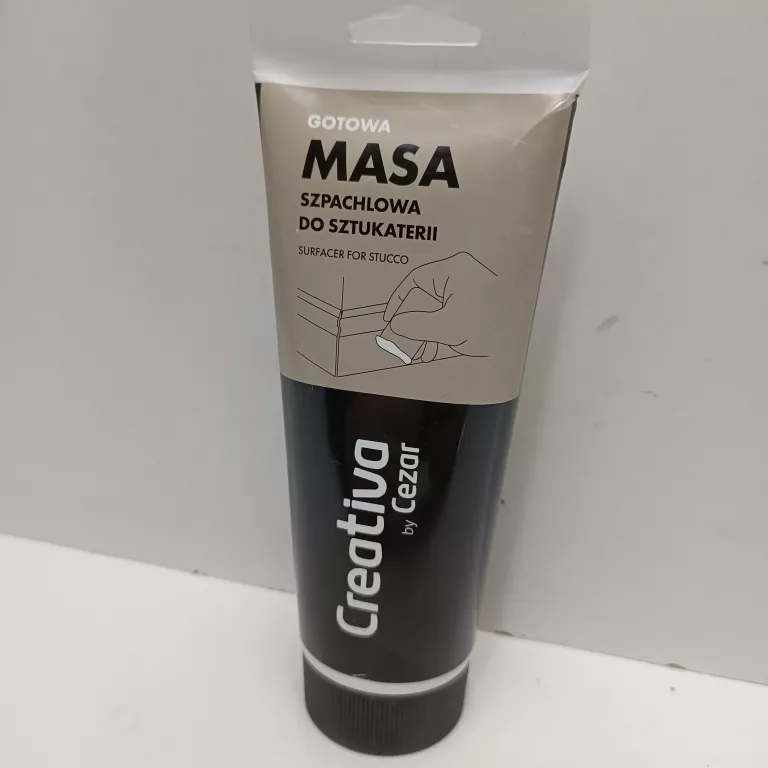 GOTOWA
MASA
SZPACHLOWA
DO SZTUKATERII
SURFACER FOR STUCCO
Creativa
by Cezar